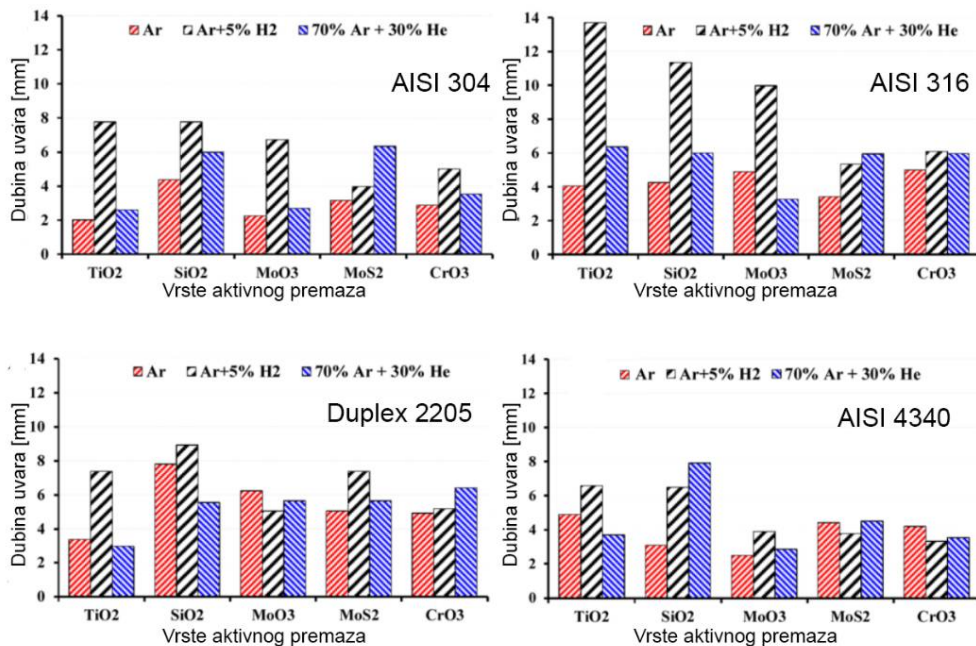 Dubina uvara [mm]
14
12
10
8
6
4
2
0
Ar Ar+5% H2 70% Ar + 30% He
AISI 304
TiO2 SiO2 MoO3 MoS2 CrO3
Vrste aktivnog premaza
Dubina uvara [mm]
14
12
10
8
6
4
2
0
Ar Ar+5% H2 70% Ar + 30% He
AISI 316
TiO2 SiO2 MoO3 MoS2 CrO3
Vrste aktivnog premaza
Dubina uvara [mm]
14
12
10
8
6
4
2
0
Ar Ar+5% H2 70% Ar + 30% He
Duplex 2205
TiO2 SiO2 MoO3 MoS2 CrO3
Vrste aktivnog premaza
Dubina uvara [mm]
14
12
10
8
6
4
2
0
Ar Ar+5% H2 70% Ar + 30% He
AISI 4340
TiO2 SiO2 MoO3 MoS2 CrO3
Vrste aktivnog premaza